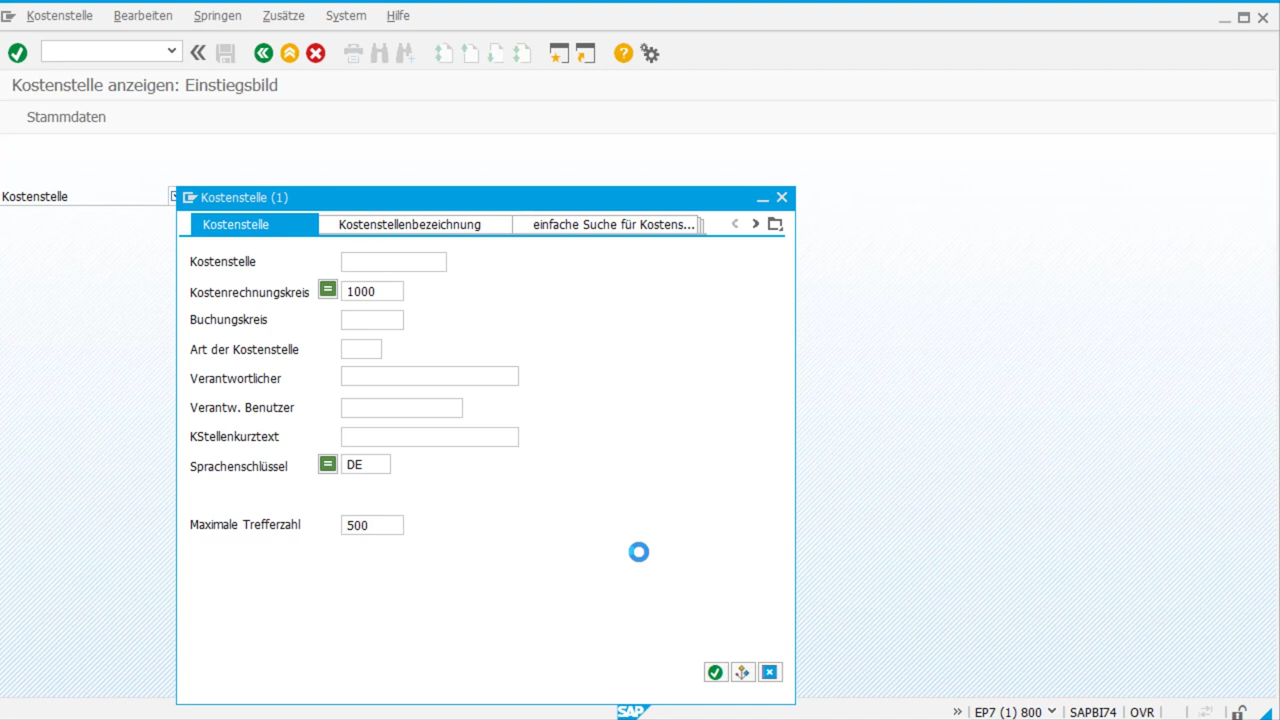 Kostenstelle Bearbeiten Springen Zusätze System Hilfe
Kostenstelle anzeigen: Einstiegsbild
Stammdaten
Kostenstelle
Kostenstelle (1)
Kostenstelle Kostenstellenbezeichnung einfache Suche für Kostens...
Kostenstelle
Kostenrechnungskreis 1000
Buchungskreis
Art der Kostenstelle
Verantwortlicher
Verantw. Benutzer
KStellenkurztext
Sprachenschlüssel DE
Maximale Trefferzahl 500
SAP EP7 (1) 800 SAPBI74 OVR